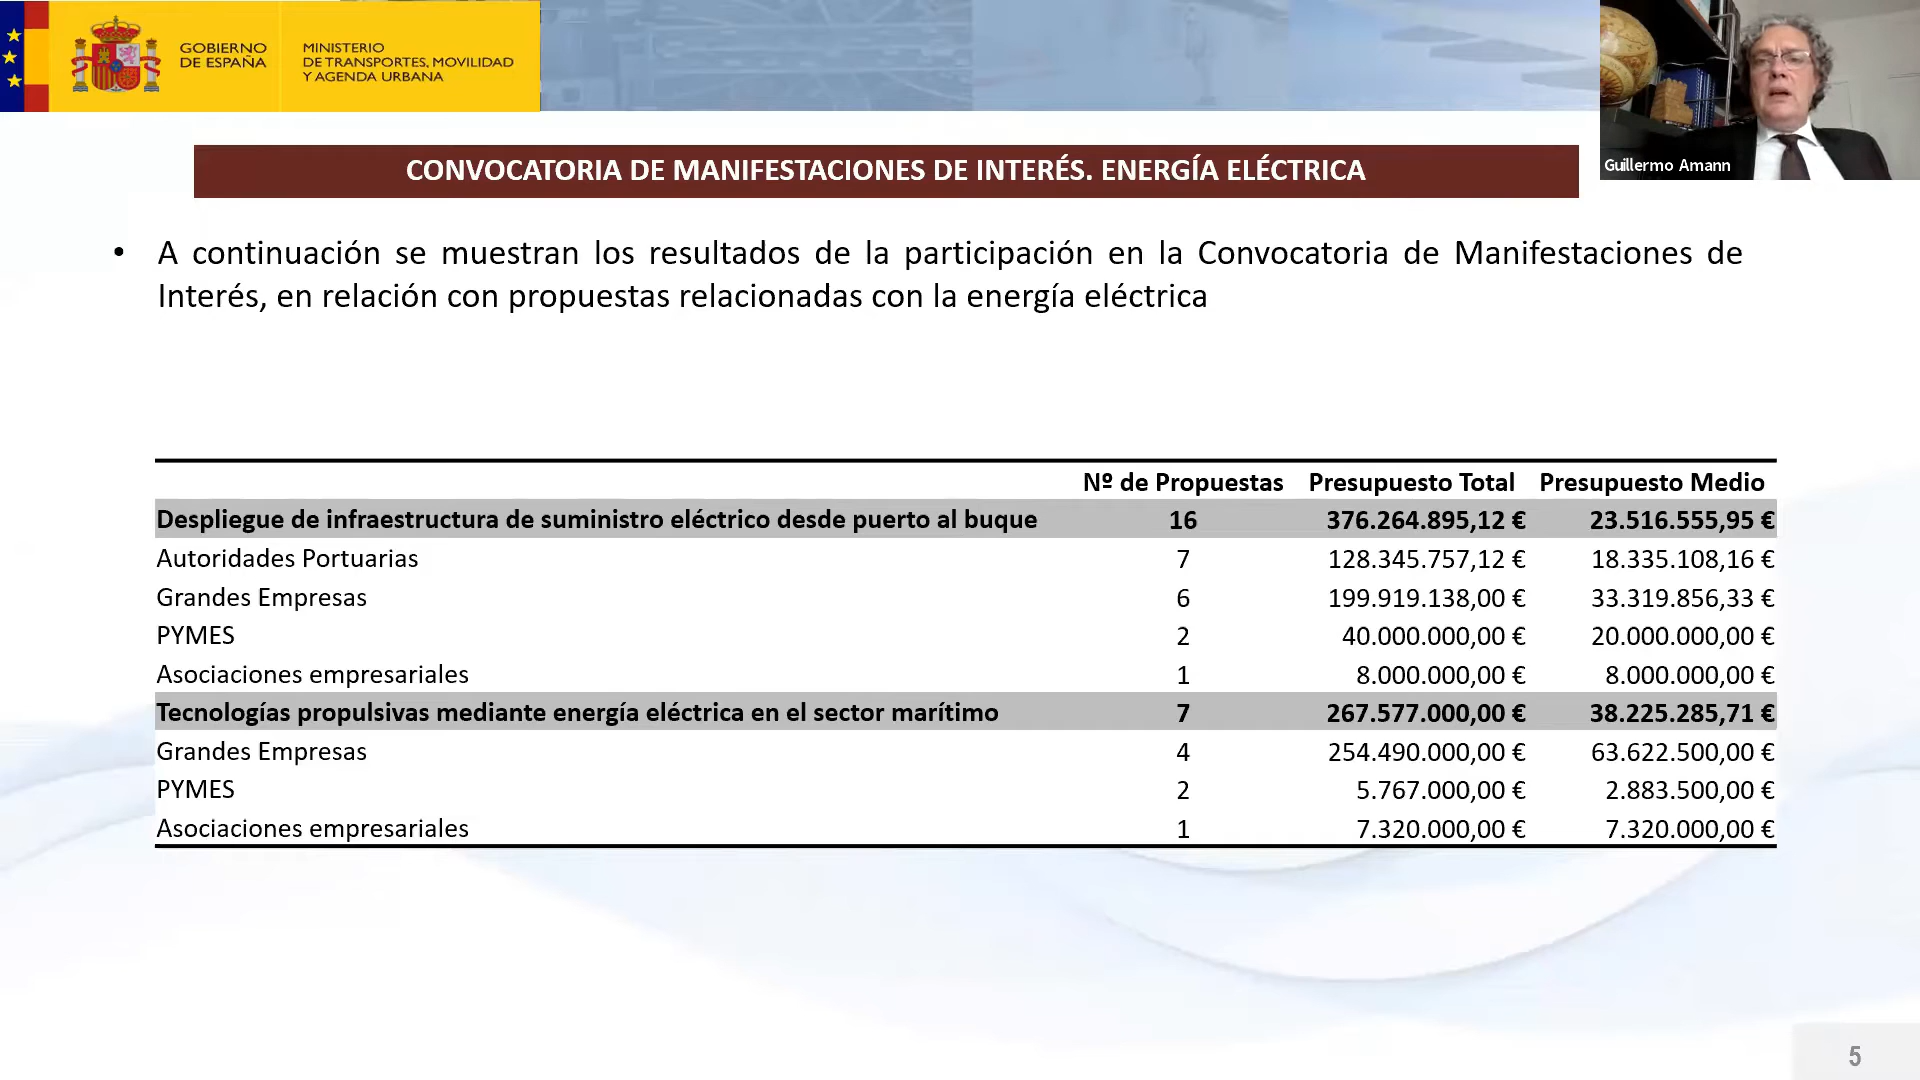 GOBIERNO
DE ESPAÑA
MINISTERIO
DE TRANSPORTES, MOVILIDAD
Y AGENDA URBANA
Guillermo Amann
CONVOCATORIA DE MANIFESTACIONES DE INTERÉS. ENERGÍA ELÉCTRICA
• A continuación se muestran los resultados de la participación en la Convocatoria de Manifestaciones de
Interés, en relación con propuestas relacionadas con la energía eléctrica
Nº de Propuestas Presupuesto Total Presupuesto Medio
Despliegue de infraestructura de suministro eléctrico desde puerto al buque 16 376.264.895,12 € 23.516.555,95 €
Autoridades Portuarias 7 128.345.757,12 € 18.335.108,16 €
Grandes Empresas 6 199.919.138,00 € 33.319.856,33 €
PYMES 2 40.000.000,00 € 20.000.000,00 €
Asociaciones empresariales 1 8.000.000,00 € 8.000.000,00 €
Tecnologías propulsivas mediante energía eléctrica en el sector marítimo 7 267.577.000,00 € 38.225.285,71 €
Grandes Empresas 4 254.490.000,00 € 63.622.500,00 €
PYMES 2 5.767.000,00 € 2.883.500,00 €
Asociaciones empresariales 1 7.320.000,00 € 7.320.000,00 €
5